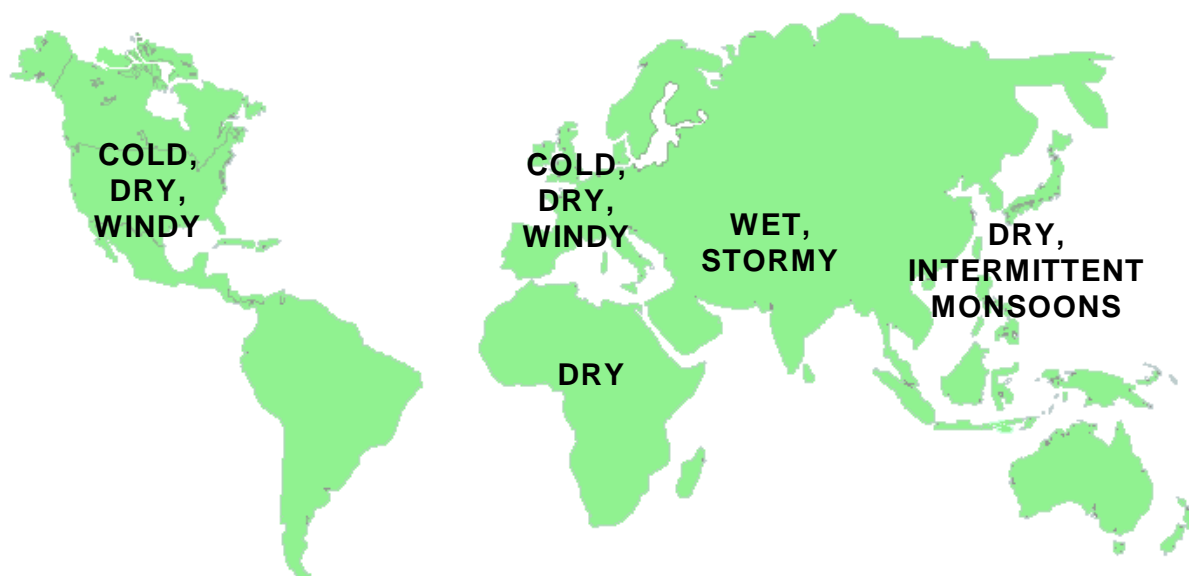 COLD,
DRY,
WINDY
COLD,
DRY,
WINDY
WET,
STORMY
DRY,
INTERMITTENT
MONSOONS
DRY